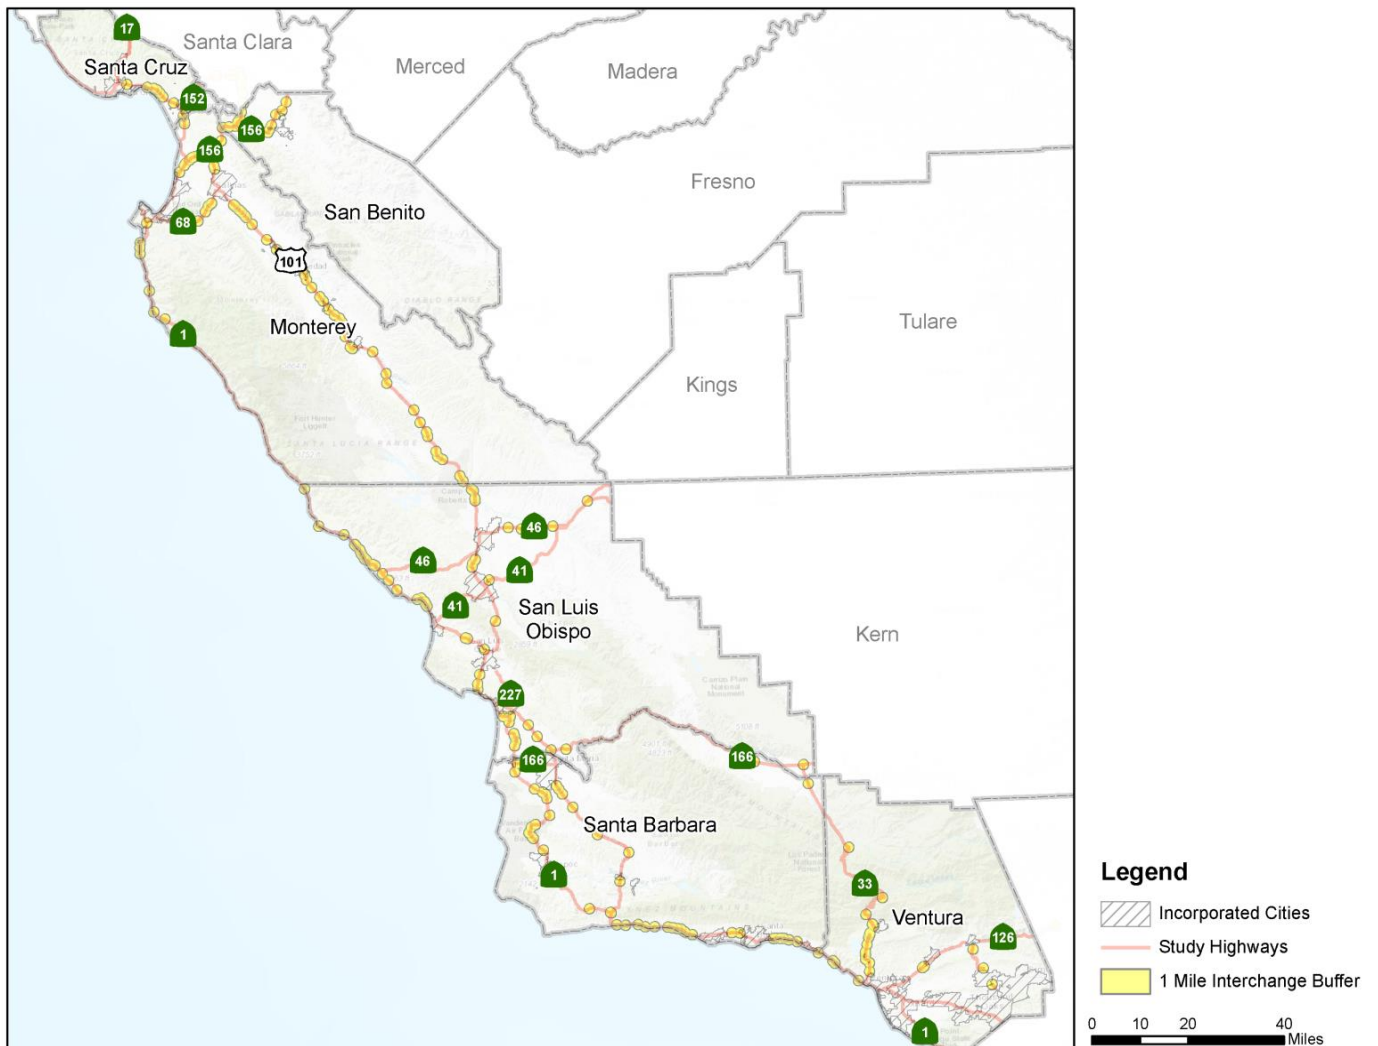 17
Santa Clara
Merced
Madera
Santa Cruz
152
156
156
Fresno
San Benito
68
101
Tulare
Monterey
1
Kings
46
46
41
San Luis
Obispo
41
Kern
227
166
166
Santa Barbara
1
33
Ventura
126
1
Legend
Incorporated Cities
Study Highways
1 Mile Interchange Buffer
0 10 20 40
Miles